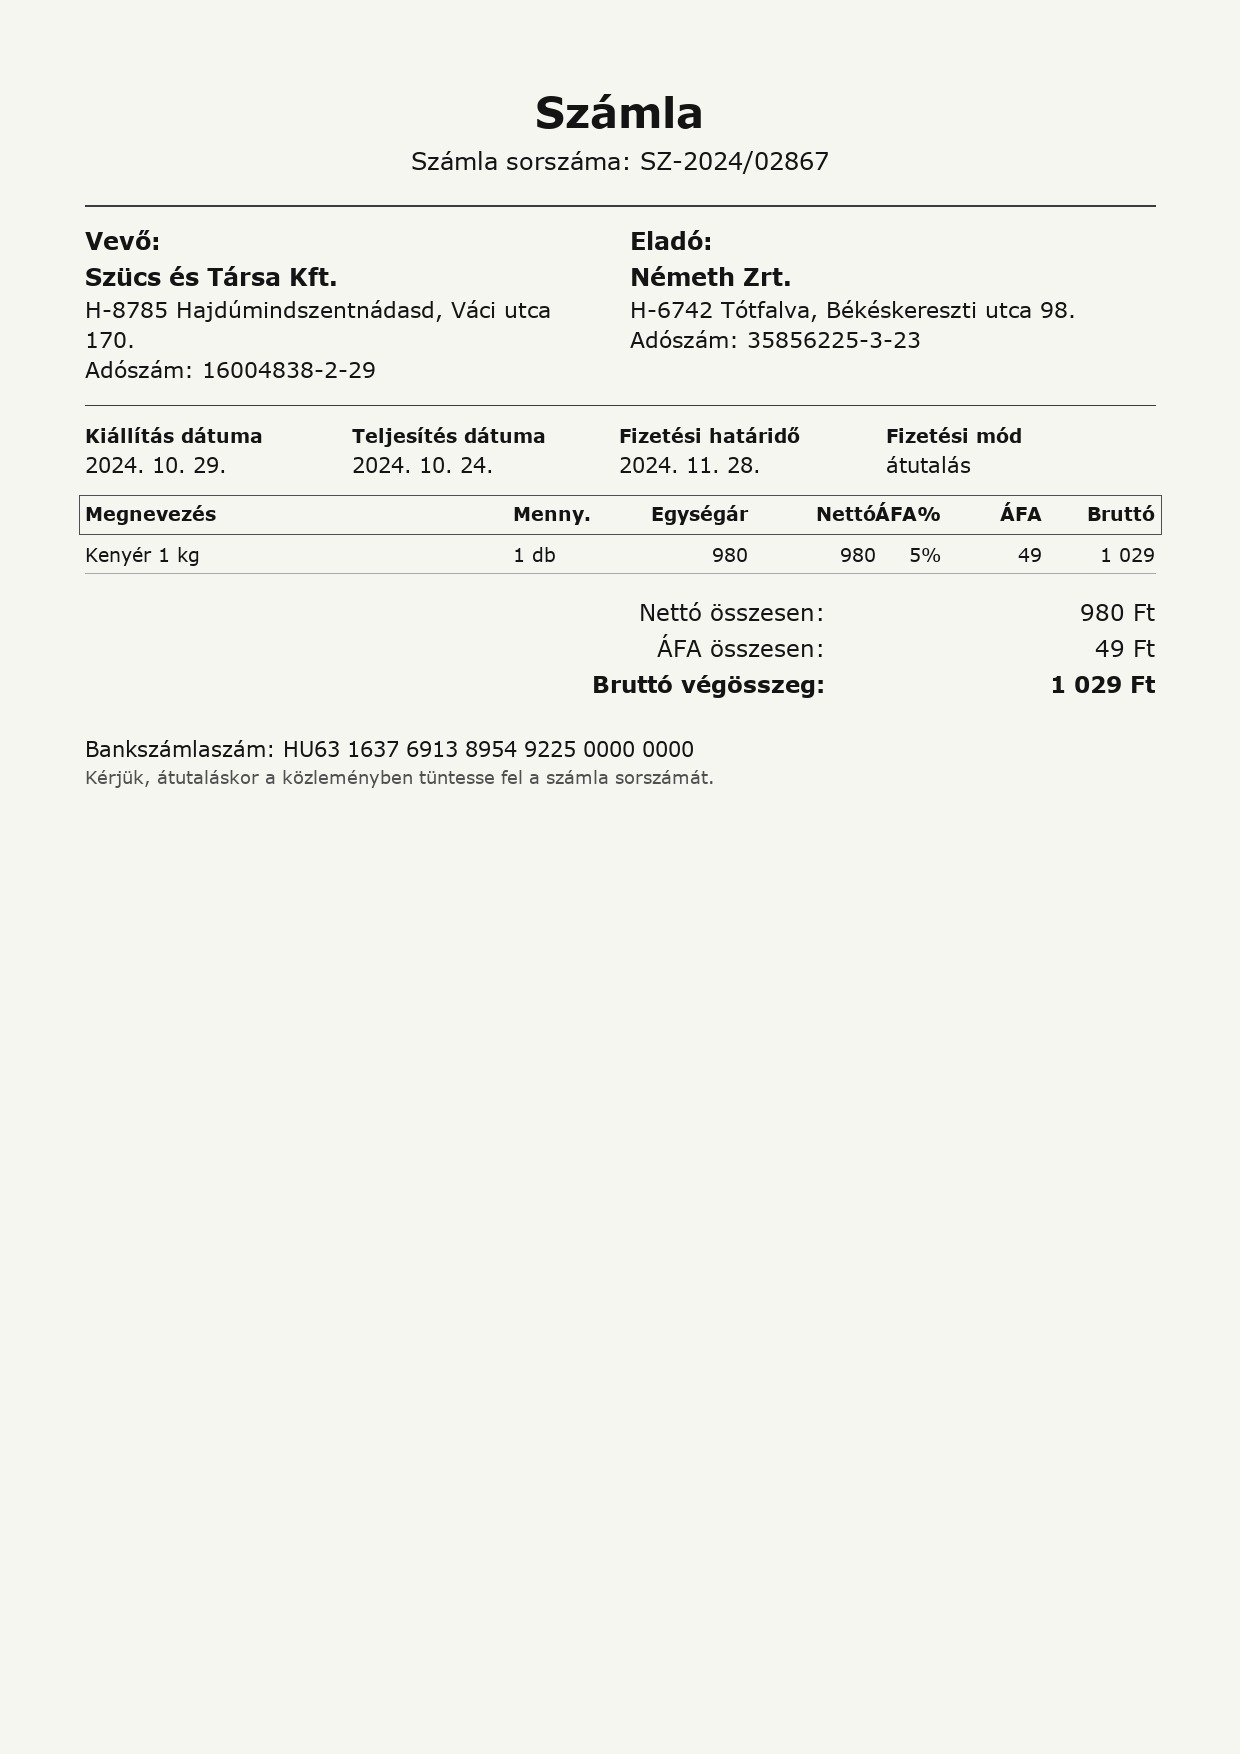 Számla
Számla sorszáma: SZ-2024/02867
Vevő:
Szücs és Társa Kft.
H-8785 Hajdúmindszentnádasd, Váci utca
170.
Adószám: 16004838-2-29
Eladó:
Németh Zrt.
H-6742 Tótfalva, Békéskereszti utca 98.
Adószám: 35856225-3-23
Kiállítás dátuma Teljesítés dátuma Fizetési határidő Fizetési mód
2024. 10. 29. 2024. 10. 24. 2024. 11. 28. átutalás
Megnevezés Menny. Egységár Nettó ÁFA% ÁFA Bruttó
Kenyér 1 kg 1 db 980 980 5% 49 1 029
Nettó összesen: 980 Ft
ÁFA összesen: 49 Ft
Bruttó végösszeg: 1 029 Ft
Bankszámlaszám: HU63 1637 6913 8954 9225 0000 0000
Kérjük, átutaláskor a közleményben tüntesse fel a számla sorszámát.